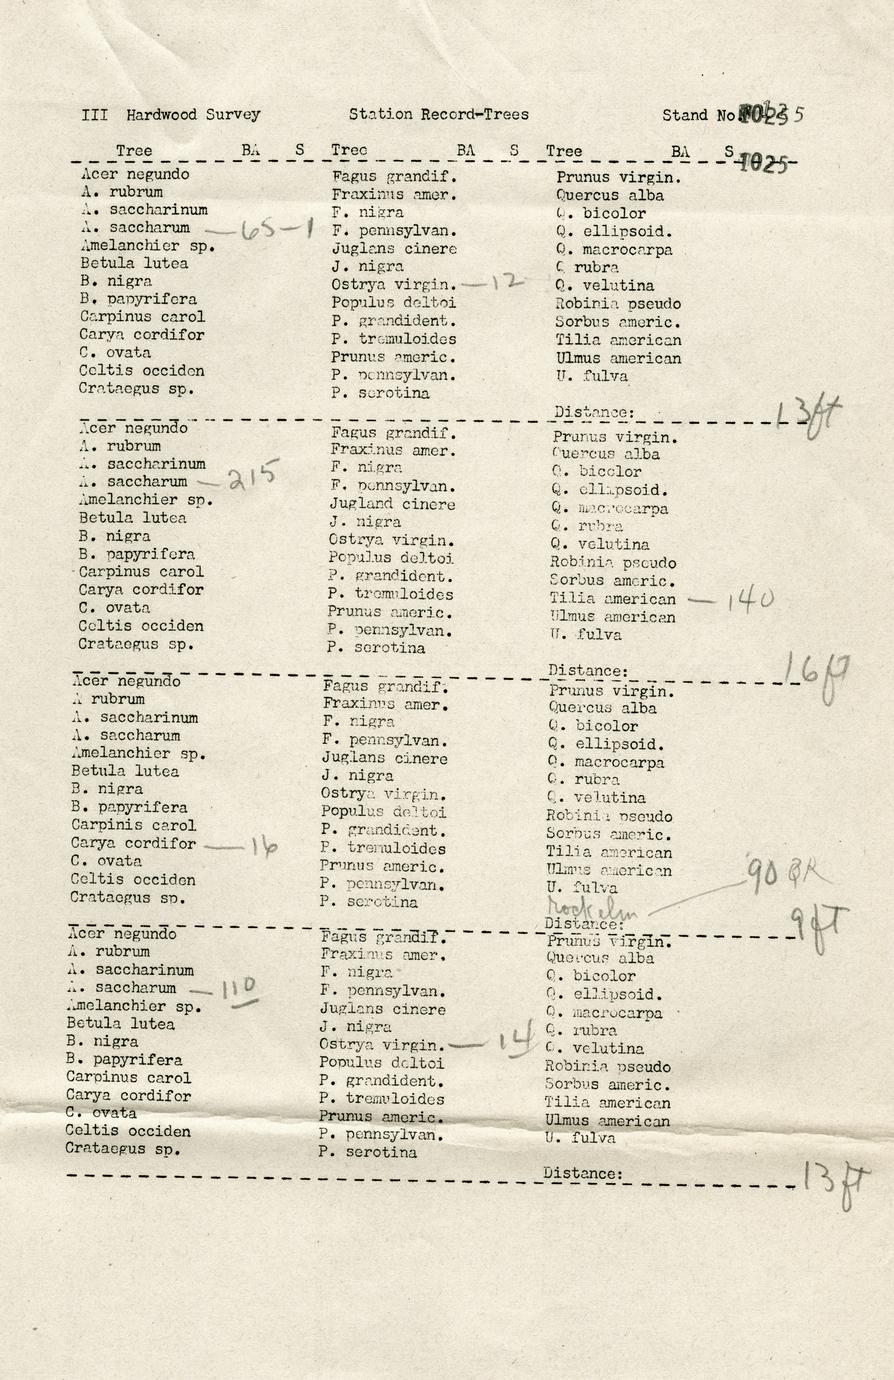 III Hardwood Survey Station Record-Trees Stand No. 5
Tree BA S Tree BA S Tree BA S 1025
Acer negundo Fagus grandif. Prunus virgin.
A. rubrum Fraxinus amer. Quercus alba
A. saccharinum F. nigra Q. bicolor
A. saccharum — 65 — 1 F. pennsylvan. Q. ellipsoid.
Amelanchier sp. Juglans cinere Q. macrocarpa
Betula lutea J. nigra Q rubra
B. nigra Ostrya virgin. — 12 Q. velutina
B. papyrifera Populus deltoi Robinia pseudo
Carpinus carol P. grandident. Sorbus americ.
Carya cordifor P. tremuloides Tilia american
C. ovata Prunus americ. Ulmus american
Celtis occiden P. pennsylvan. U. fulva
Crataegus sp. P. serotina
Distance: 13ft
Acer negundo Fagus grandif. Prunus virgin.
A. rubrum Fraxinus amer. Quercus alba
A. saccharinum F. nigra Q. bicolor
A. saccharum — 215 F. pennsylvan. Q. ellipsoid.
Amelanchier sp. Jugland cinere Q. macrocarpa
Betula lutea J. nigra Q. rubra
B. nigra Ostrya virgin. Q. velutina
B. papyrifera Populus deltoi Robinia pseudo
Carpinus carol P. grandident. Sorbus americ.
Carya cordifor P. tremuloides Tilia american — 140
C. ovata Prunus americ. Ulmus american
Celtis occiden P. pennsylvan. U. fulva
Crataegus sp. P. serotina
Distance: 16ft
Acer negundo Fagus grandif. Prunus virgin.
A rubrum Fraxinus amer. Quercus alba
A. saccharinum F. nigra Q. bicolor
A. saccharum F. pennsylvan. Q. ellipsoid.
Amelanchier sp. Juglans cinere Q. macrocarpa
Betula lutea J. nigra Q. rubra
B. nigra Ostrya virgin. Q. velutina
B. papyrifera Populus deltoi Robinia pseudo
Carpinis carol P. grandident. Sorbus americ.
Carya cordifor — 16 P. tremuloides Tilia american
C. ovata Prunus americ. Ulmus american
Celtis occiden P. pennsylvan. U. fulva
Crataegus sp. P. serotina Rock elm — 90
Distance: 9ft
Acer negundo Fagus grandif. Prunus virgin.
A. rubrum Fraxinus amer. Quercus alba
A. saccharinum F. nigra Q. bicolor
A. saccharum — 110 F. pennsylvan. Q. ellipsoid.
Amelanchier sp. Juglans cinere Q. macrocarpa
Betula lutea J. nigra Q. rubra
B. nigra Ostrya virgin. — 14 Q. velutina
B. papyrifera Populus deltoi Robinia pseudo
Carpinus carol P. grandident. Sorbus americ.
Carya cordifor P. tremuloides Tilia american
C. ovata Prunus americ. Ulmus american
Celtis occiden P. pennsylvan. U. fulva
Crataegus sp. P. serotina
Distance: 13ft